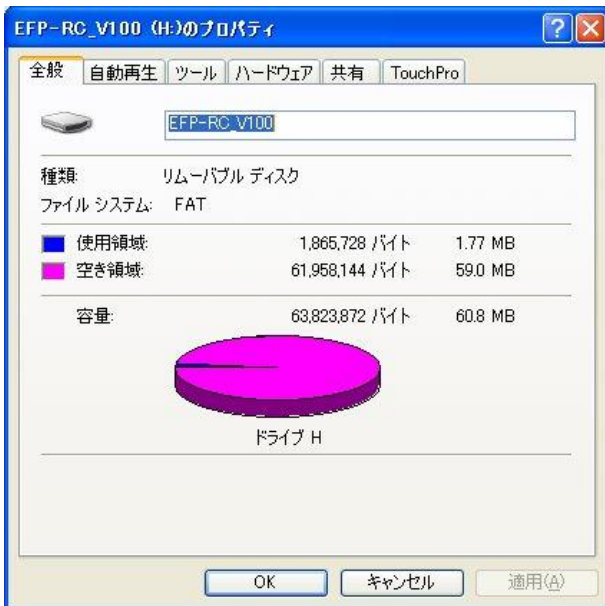 EFP-RC_V100 (H:)のプロパティ
全般 自動再生 ツール ハードウェア 共有 TouchPro
EFP-RC_V100
種類: リムーバブル ディスク
ファイル システム: FAT
使用領域: 1,865,728 バイト 1.77 MB
空き領域: 61,958,144 バイト 59.0 MB
容量: 63,823,872 バイト 60.8 MB
ドライブ H
OK キャンセル 適用(A)